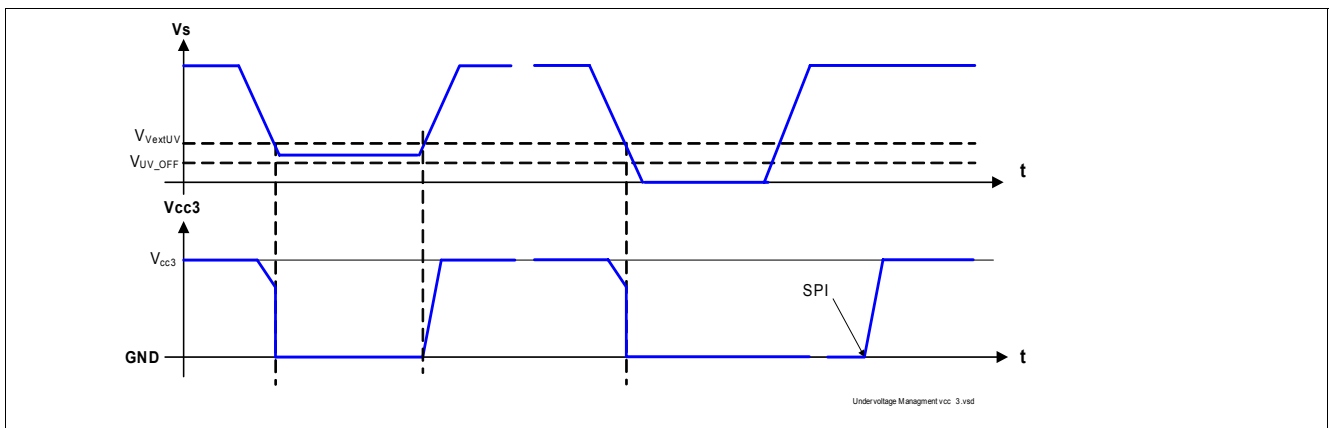 Vs
VVextUV
VUV_OFF
t
Vcc3
Vcc3
SPI
GND
t
Undervoltage Managment vcc 3.vsd